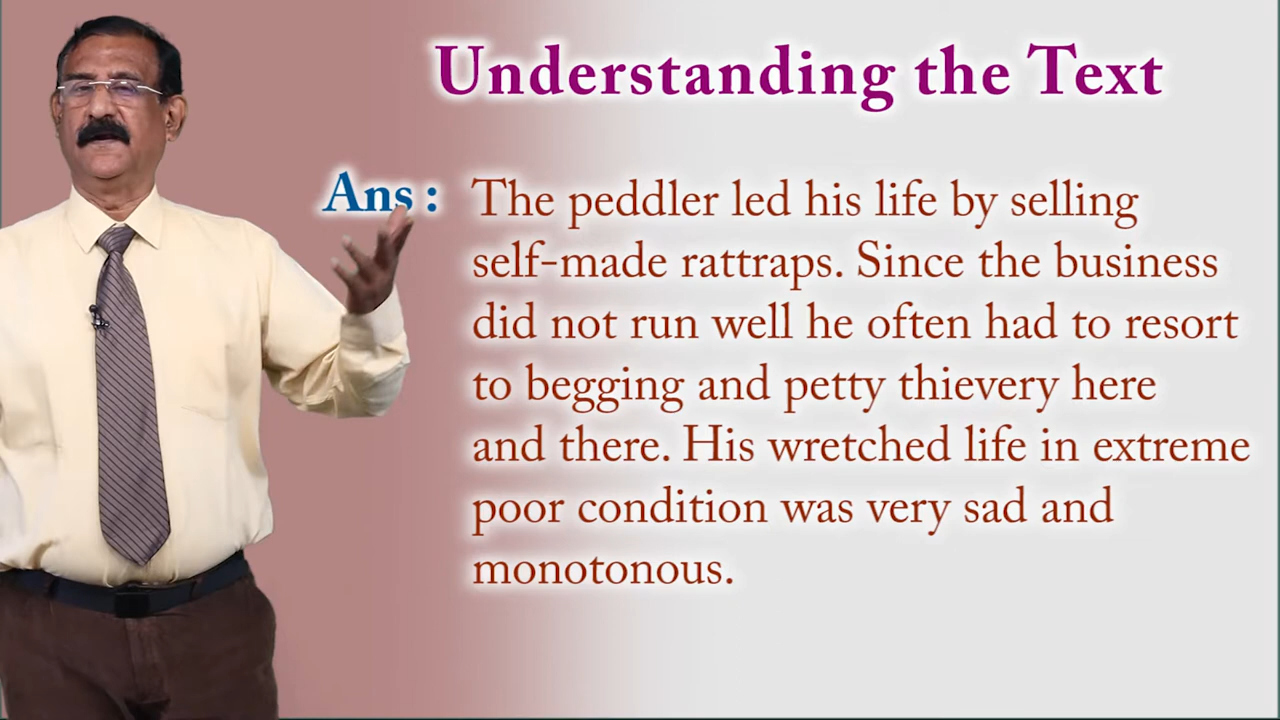 Understanding the Text
Ans : The peddler led his life by selling
self-made rattraps. Since the business
did not run well he often had to resort
to begging and petty thievery here
and there. His wretched life in extreme
poor condition was very sad and
monotonous.